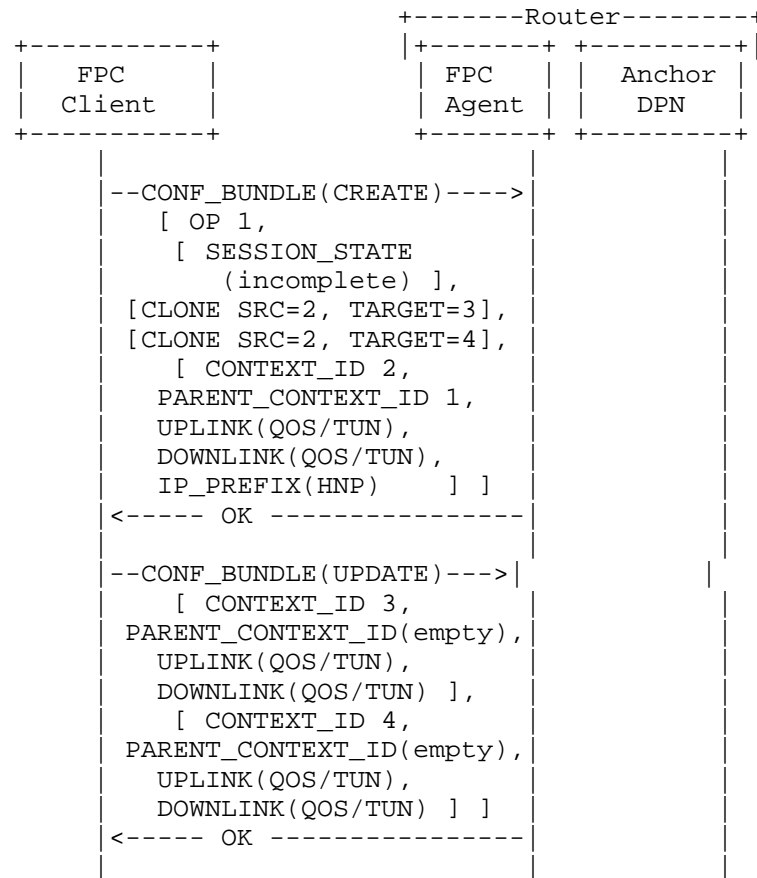 +-------Router--------+
+-----------+ |+-------+ +---------+|
| FPC | | FPC | | Anchor |
| Client | | Agent | | DPN |
+-----------+ +-------+ +---------+
| | |
|--CONF_BUNDLE(CREATE)---->| |
| [ OP 1, | |
| [ SESSION_STATE | |
| (incomplete) ], | |
| [CLONE SRC=2, TARGET=3], | |
| [CLONE SRC=2, TARGET=4], | |
| [ CONTEXT_ID 2, | |
| PARENT_CONTEXT_ID 1, | |
| UPLINK(QOS/TUN), | |
| DOWNLINK(QOS/TUN), | |
| IP_PREFIX(HNP) ] ] | |
|<----- OK ----------------| |
| | |
|--CONF_BUNDLE(UPDATE)--->| |
| [ CONTEXT_ID 3, | |
| PARENT_CONTEXT_ID(empty),| |
| UPLINK(QOS/TUN), | |
| DOWNLINK(QOS/TUN) ], | |
| [ CONTEXT_ID 4, | |
| PARENT_CONTEXT_ID(empty),| |
| UPLINK(QOS/TUN), | |
| DOWNLINK(QOS/TUN) ] ] | |
|<----- OK ----------------| |
| | |